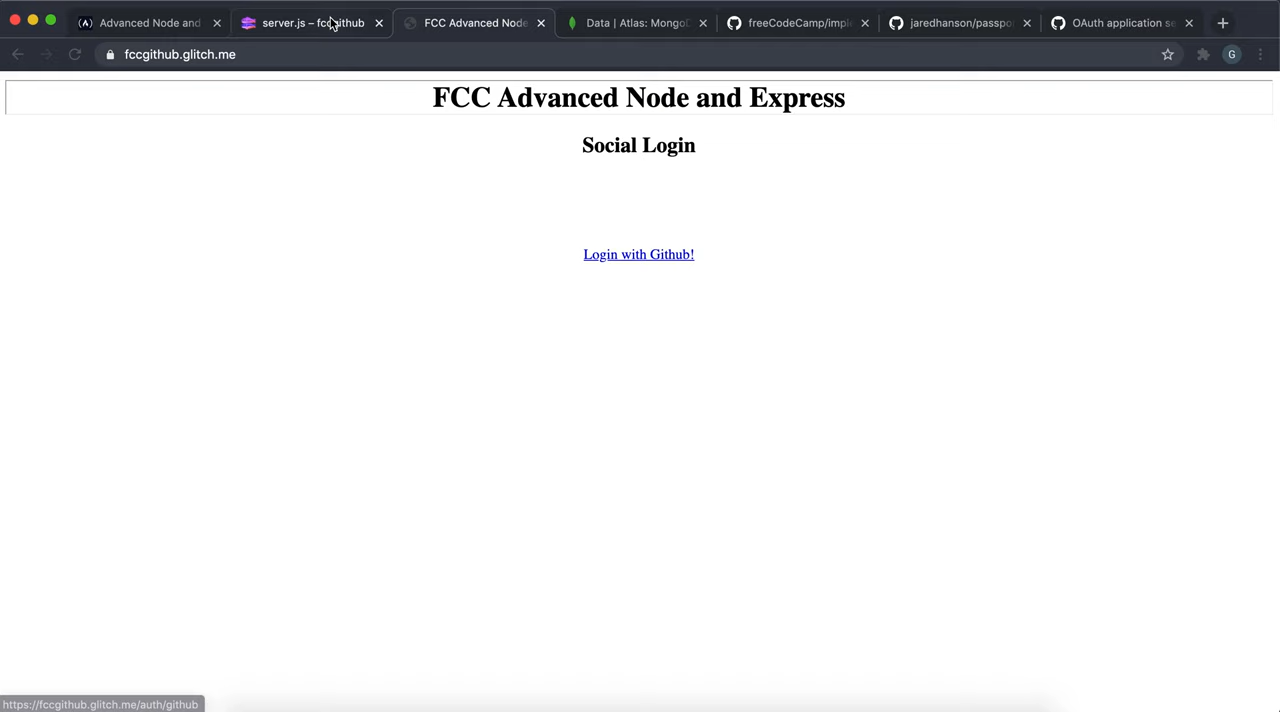 Advanced Node and
server.js – fccgithub
FCC Advanced Node
Data | Atlas: MongoD
freeCodeCamp/imple
jaredhanson/passpo
OAuth application se
fccgithub.glitch.me
G
FCC Advanced Node and Express
Social Login
Login with Github!
https://fccgithub.glitch.me/auth/github